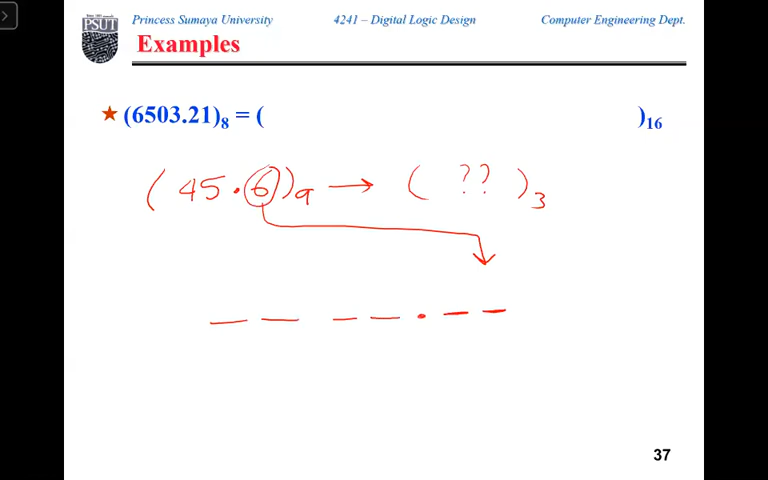 PSUT
Princess Sumaya University 4241 – Digital Logic Design Computer Engineering Dept.
Examples
★ (6503.21)₈ = ( )₁₆
(45.6)₉ → ( ?? )₃
_ _ _ _ . _ _
37